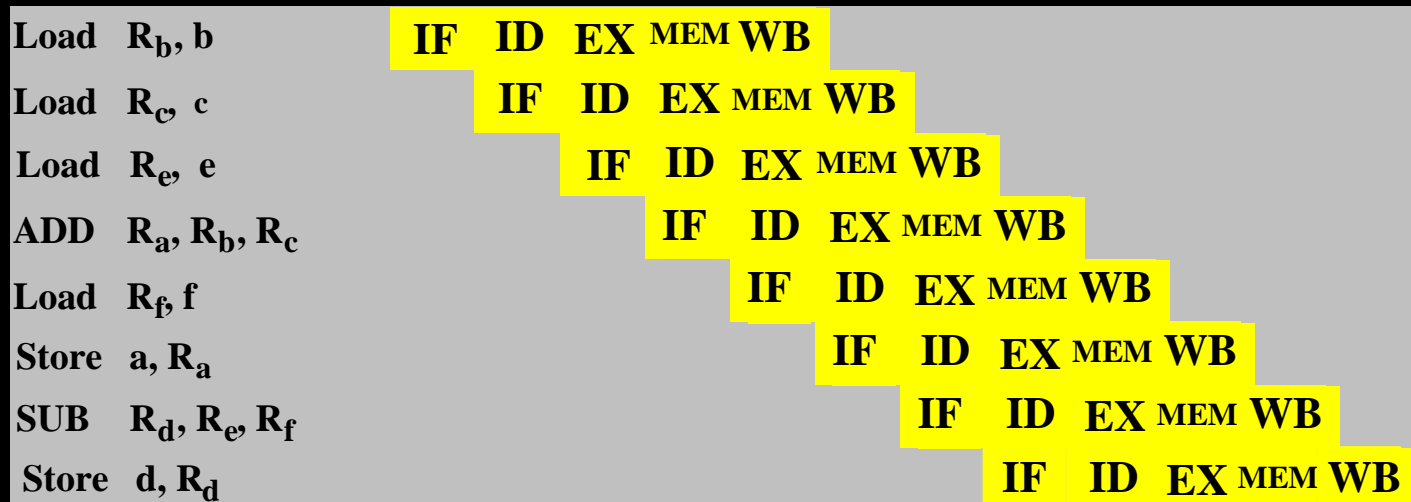 Load Rb, b IF ID EX MEM WB
Load Rc, c IF ID EX MEM WB
Load Re, e IF ID EX MEM WB
ADD Ra, Rb, Rc IF ID EX MEM WB
Load Rf, f IF ID EX MEM WB
Store a, Ra IF ID EX MEM WB
SUB Rd, Re, Rf IF ID EX MEM WB
Store d, Rd IF ID EX MEM WB